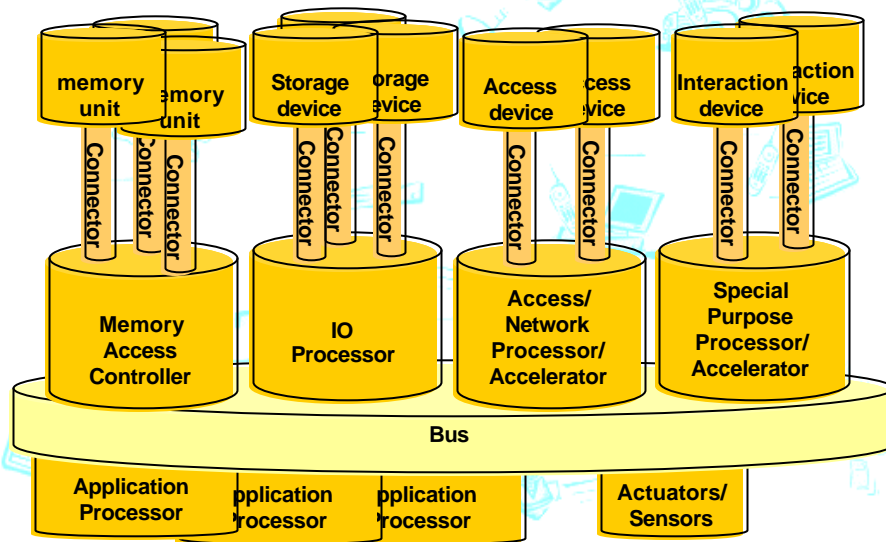 memory
unit
emory
unit
Storage
device
orage
evice
Access
device
cess
vice
Interaction
device
action
vice
Connector
Connector
Connector
Connector
Connector
Connector
Connector
Connector
Connector
Connector
Memory
Access
Controller
IO
Processor
Access/
Network
Processor/
Accelerator
Special
Purpose
Processor/
Accelerator
Bus
Application
Processor
pplication
Processor
pplication
rocessor
Actuators/
Sensors